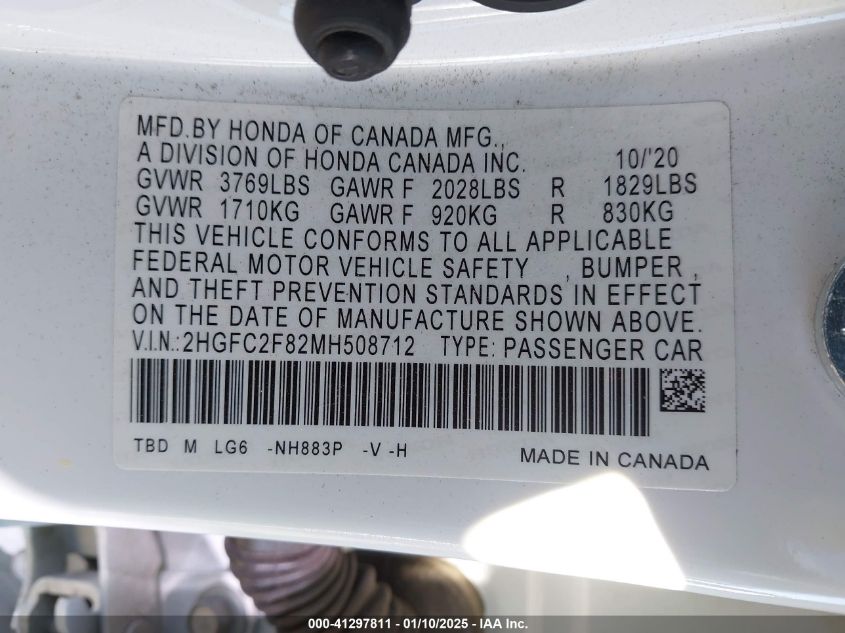 MFD.BY HONDA OF CANADA MFG.,
A DIVISION OF HONDA CANADA INC. 10/'20
GVWR 3769LBS GAWR F 2028LBS R 1829LBS
GVWR 1710KG GAWR F 920KG R 830KG
THIS VEHICLE CONFORMS TO ALL APPLICABLE
FEDERAL MOTOR VEHICLE SAFETY , BUMPER ,
AND THEFT PREVENTION STANDARDS IN EFFECT
ON THE DATE OF MANUFACTURE SHOWN ABOVE.
V.I.N.:2HGFC2F82MH508712 TYPE: PASSENGER CAR
TBD M LG6 -NH883P -V -H
MADE IN CANADA
000-41297811 - 01/10/2025 - IAA Inc.